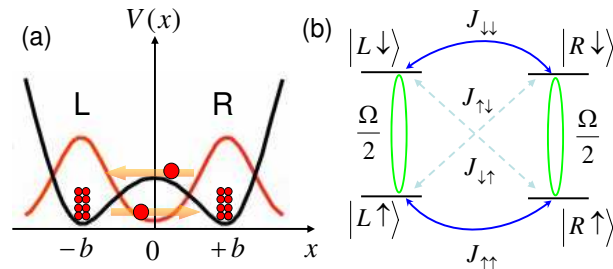 (a)
V(x)
L
R
−b
0
+b
x
(b)
J↓↓
|L↓⟩
|R↓⟩
J↑↓
Ω/2
Ω/2
J↓↑
|L↑⟩
|R↑⟩
J↑↑